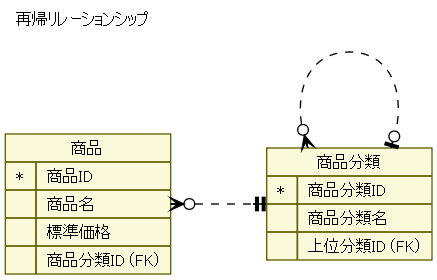 再帰リレーションシップ
商品
* 商品ID
商品名
標準価格
商品分類ID (FK)
商品分類
* 商品分類ID
商品分類名
上位分類ID (FK)